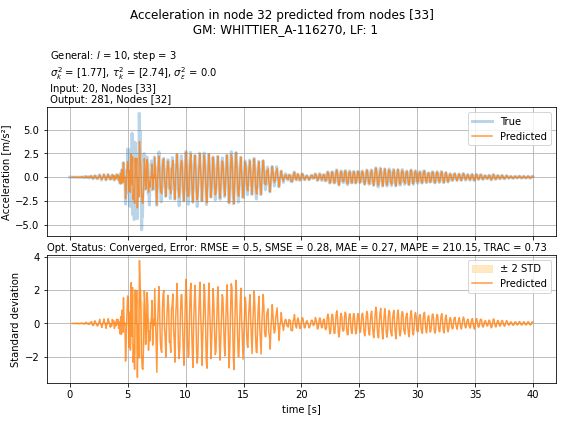 Acceleration in node 32 predicted from nodes [33]
GM: WHITTIER_A-116270, LF: 1
General: l = 10, step = 3
σ²ₖ = [1.77], τ²ₖ = [2.74], σ²ε = 0.0
Input: 20, Nodes [33]
Output: 281, Nodes [32]
Acceleration [m/s²]
5.0
2.5
0.0
−2.5
−5.0
True
Predicted
Opt. Status: Converged, Error: RMSE = 0.5, SMSE = 0.28, MAE = 0.27, MAPE = 210.15, TRAC = 0.73
Standard deviation
4
2
0
−2
± 2 STD
Predicted
0 5 10 15 20 25 30 35 40
time [s]